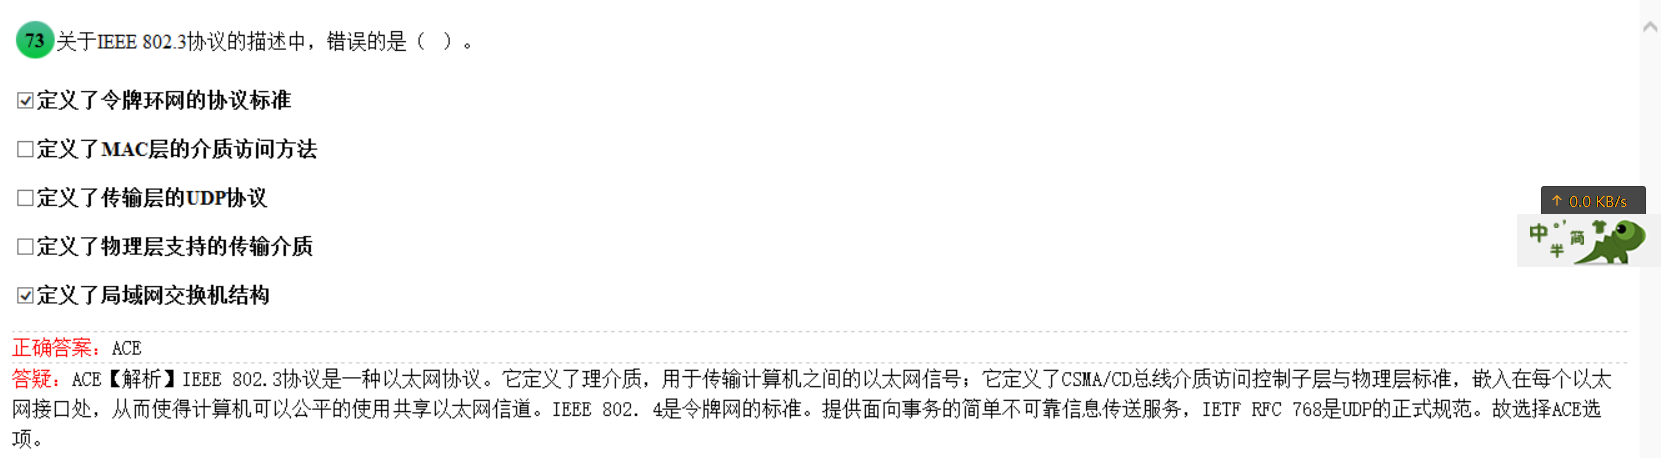 73 关于IEEE 802.3协议的描述中，错误的是（ ）。
定义了令牌环网的协议标准
定义了MAC层的介质访问方法
定义了传输层的UDP协议
↑ 0.0 KB/s
中 °’ 简
半
定义了物理层支持的传输介质
定义了局域网交换机结构
正确答案：ACE
答疑：ACE【解析】IEEE 802.3协议是一种以太网协议。它定义了理介质，用于传输计算机之间的以太网信号；它定义了CSMA/CD总线介质访问控制子层与物理层标准，嵌入在每个以太
网接口处，从而使得计算机可以公平的使用共享以太网信道。IEEE 802. 4是令牌网的标准。提供面向事务的简单不可靠信息传送服务，IETF RFC 768是UDP的正式规范。故选择ACE选
项。